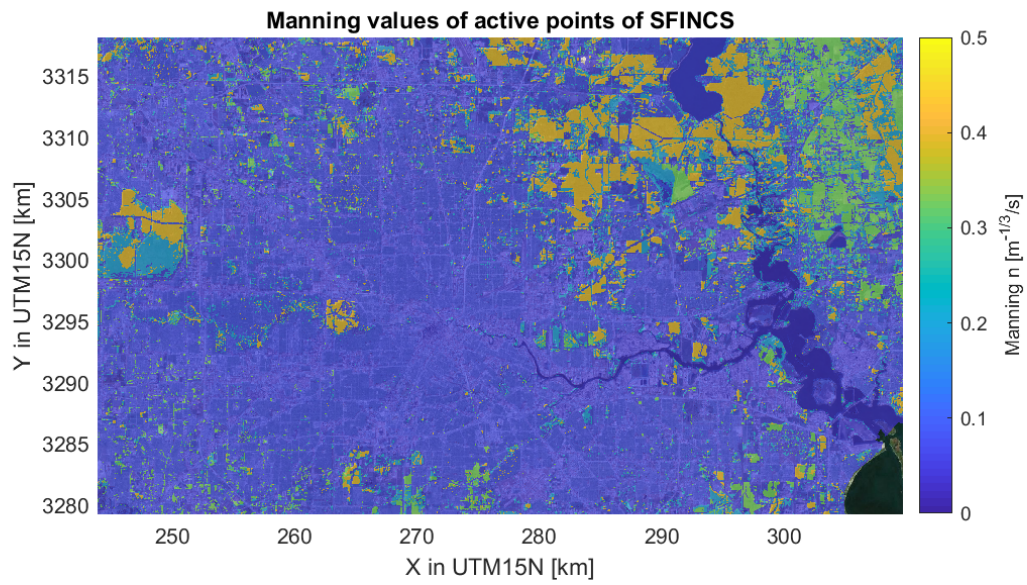 Manning values of active points of SFINCS
3315
3310
3305
3300
3295
3290
3285
3280
Y in UTM15N [km]
250 260 270 280 290 300
X in UTM15N [km]
0.5
0.4
0.3
0.2
0.1
0
Manning n [m-1/3/s]